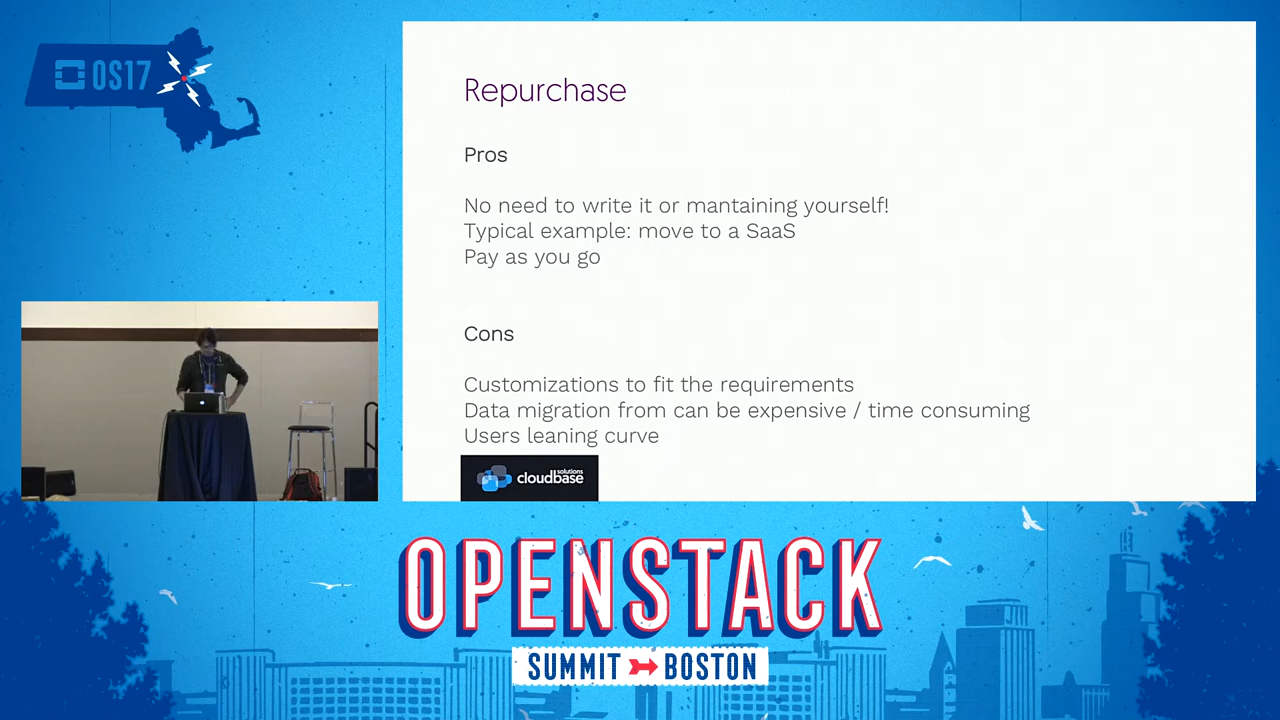 OS17
Repurchase
Pros
No need to write it or mantaining yourself!
Typical example: move to a SaaS
Pay as you go
Cons
Customizations to fit the requirements
Data migration from can be expensive / time consuming
Users leaning curve
cloudbase
solutions
OPENSTACK
SUMMIT BOSTON